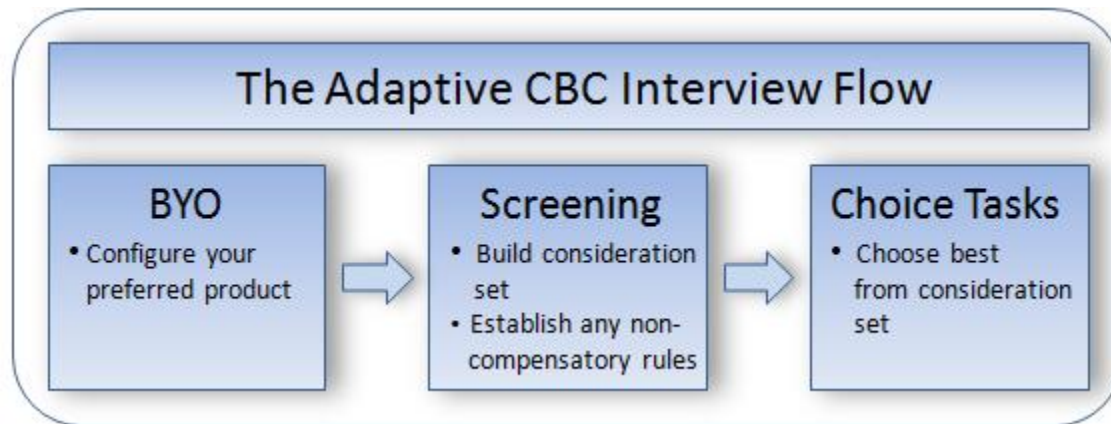 The Adaptive CBC Interview Flow
BYO
• Configure your
preferred product
Screening
• Build consideration
set
• Establish any non-
compensatory rules
Choice Tasks
• Choose best
from consideration
set